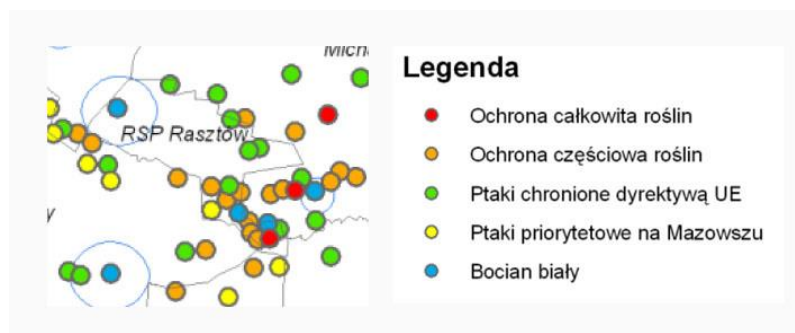 Mich
RSP Rasztów
y
Legenda
Ochrona całkowita roślin
Ochrona częściowa roślin
Ptaki chronione dyrektywą UE
Ptaki priorytetowe na Mazowszu
Bocian biały